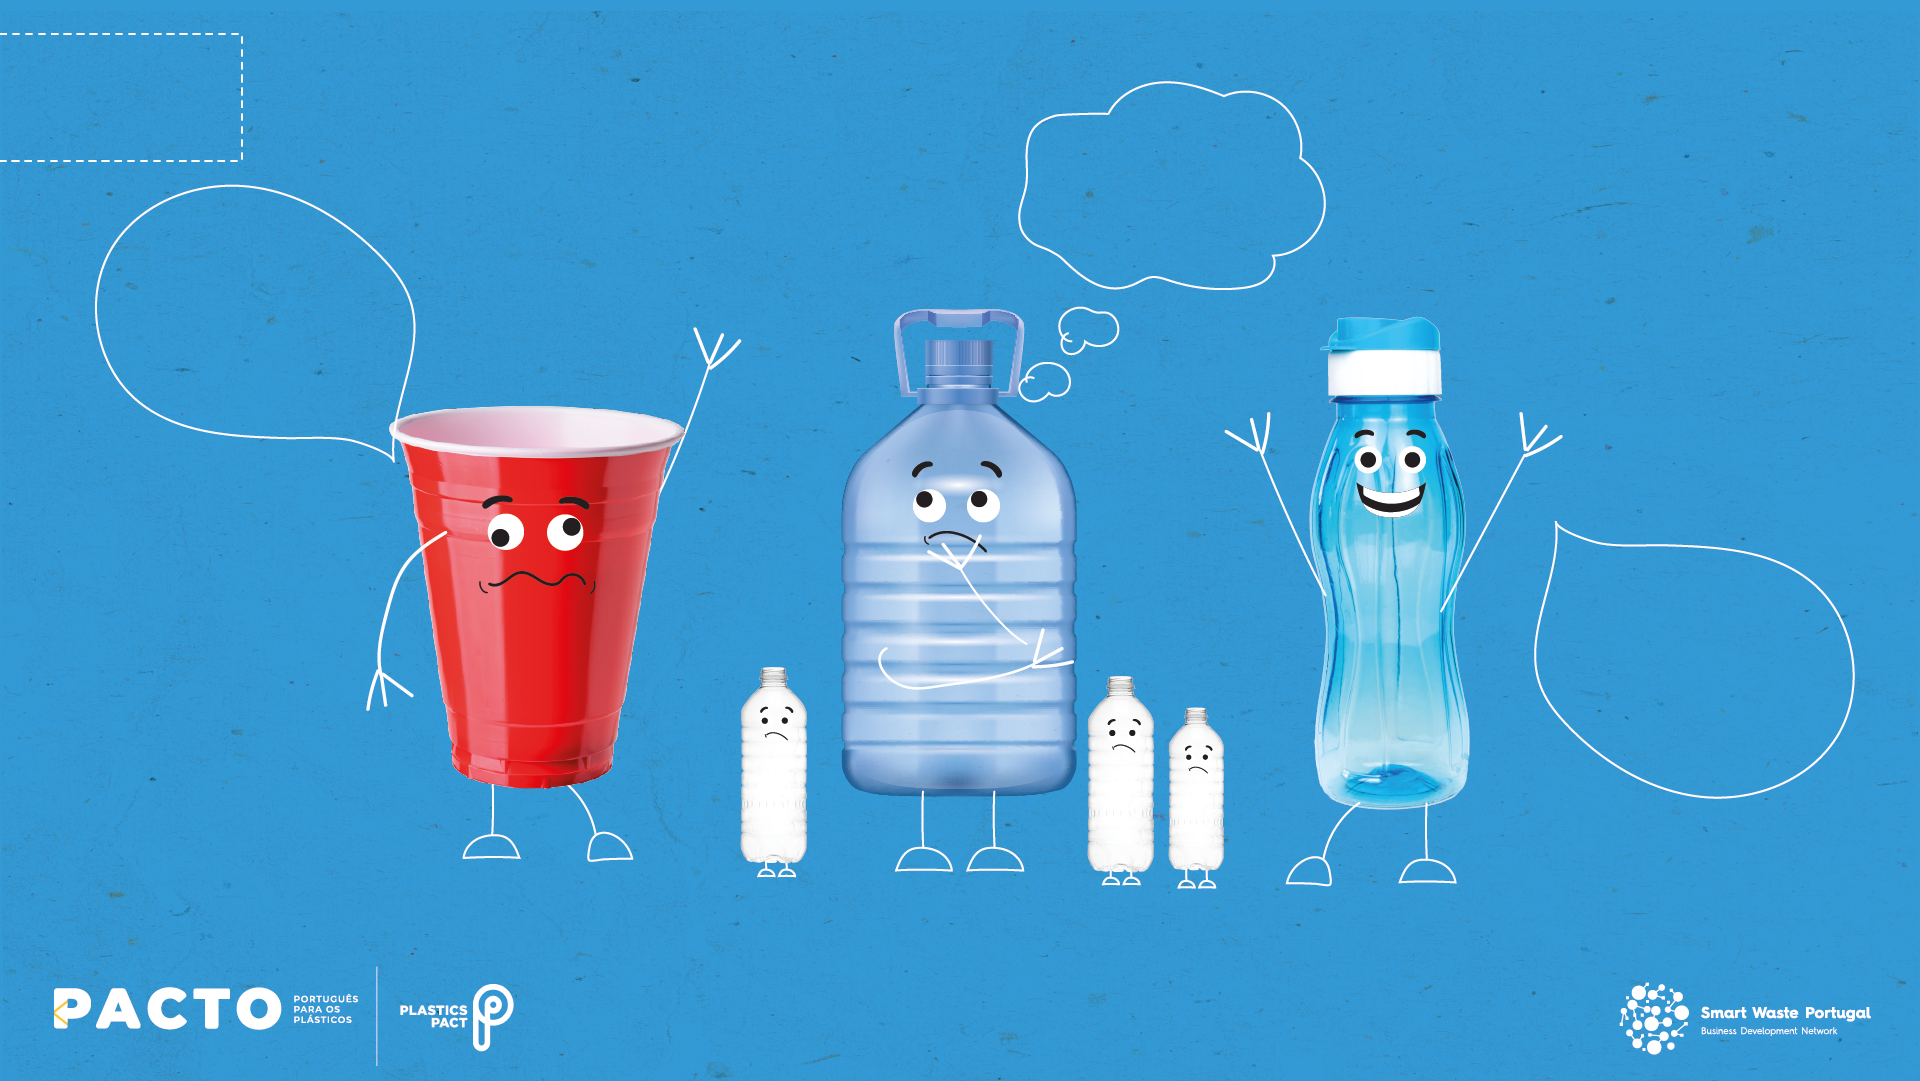 PACTO
PORTUGUÊS
PARA OS
PLÁSTICOS
PLASTICS
PACT
Smart Waste Portugal
Business Development Network